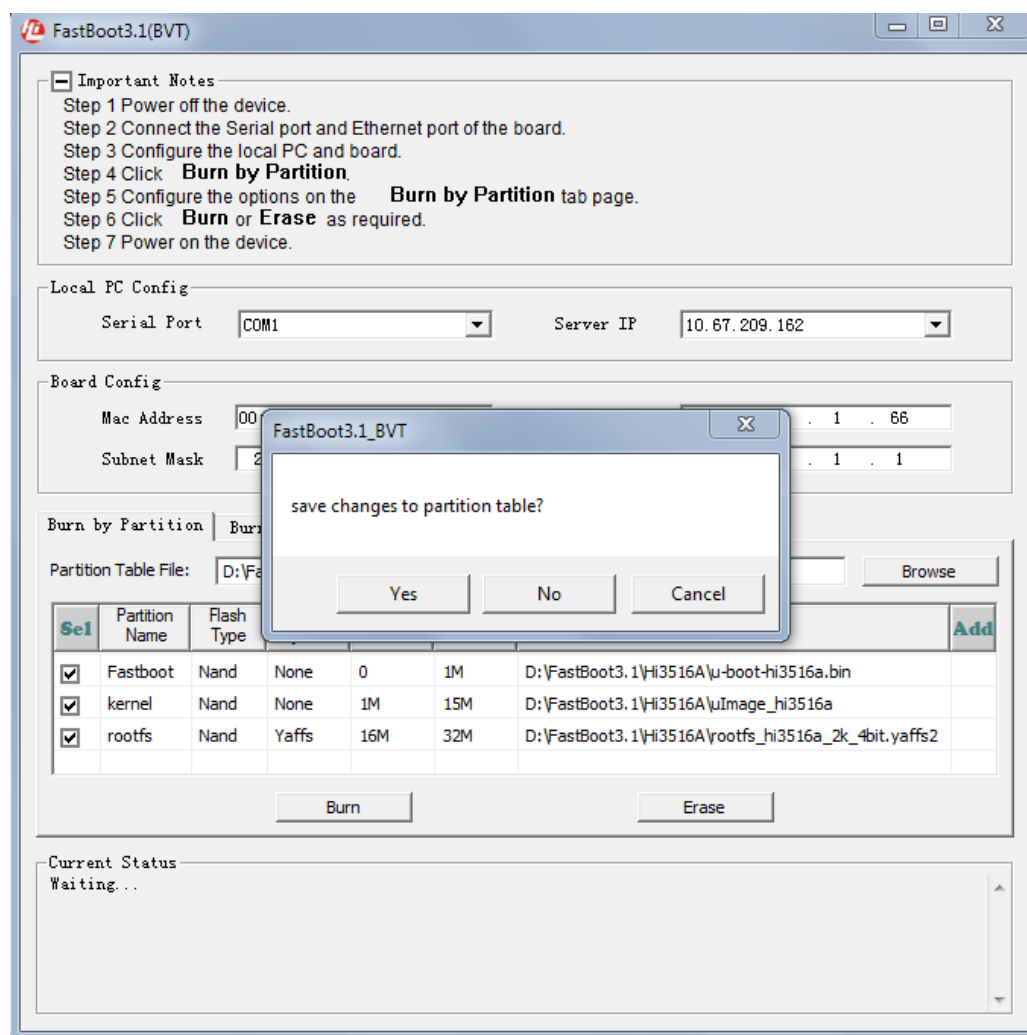 FastBoot3.1(BVT)
Important Notes
Step 1 Power off the device.
Step 2 Connect the Serial port and Ethernet port of the board.
Step 3 Configure the local PC and board.
Step 4 Click Burn by Partition.
Step 5 Configure the options on the Burn by Partition tab page.
Step 6 Click Burn or Erase as required.
Step 7 Power on the device.
Local PC Config
Serial Port COM1 Server IP 10.67.209.162
Board Config
Mac Address 00 . 1 . 66
Subnet Mask 2 . 1 . 1
FastBoot3.1_BVT
save changes to partition table?
Yes No Cancel
Burn by Partition
Partition Table File: Browse
Sel Partition Name Flash Type Add
Fastboot Nand None 0 1M D:\FastBoot3.1\Hi3516A\u-boot-hi3516a.bin
kernel Nand None 1M 15M D:\FastBoot3.1\Hi3516A\uImage_hi3516a
rootfs Nand Yaffs 16M 32M D:\FastBoot3.1\Hi3516A\rootfs_hi3516a_2k_4bit.yaffs2
Burn Erase
Current Status
Waiting...